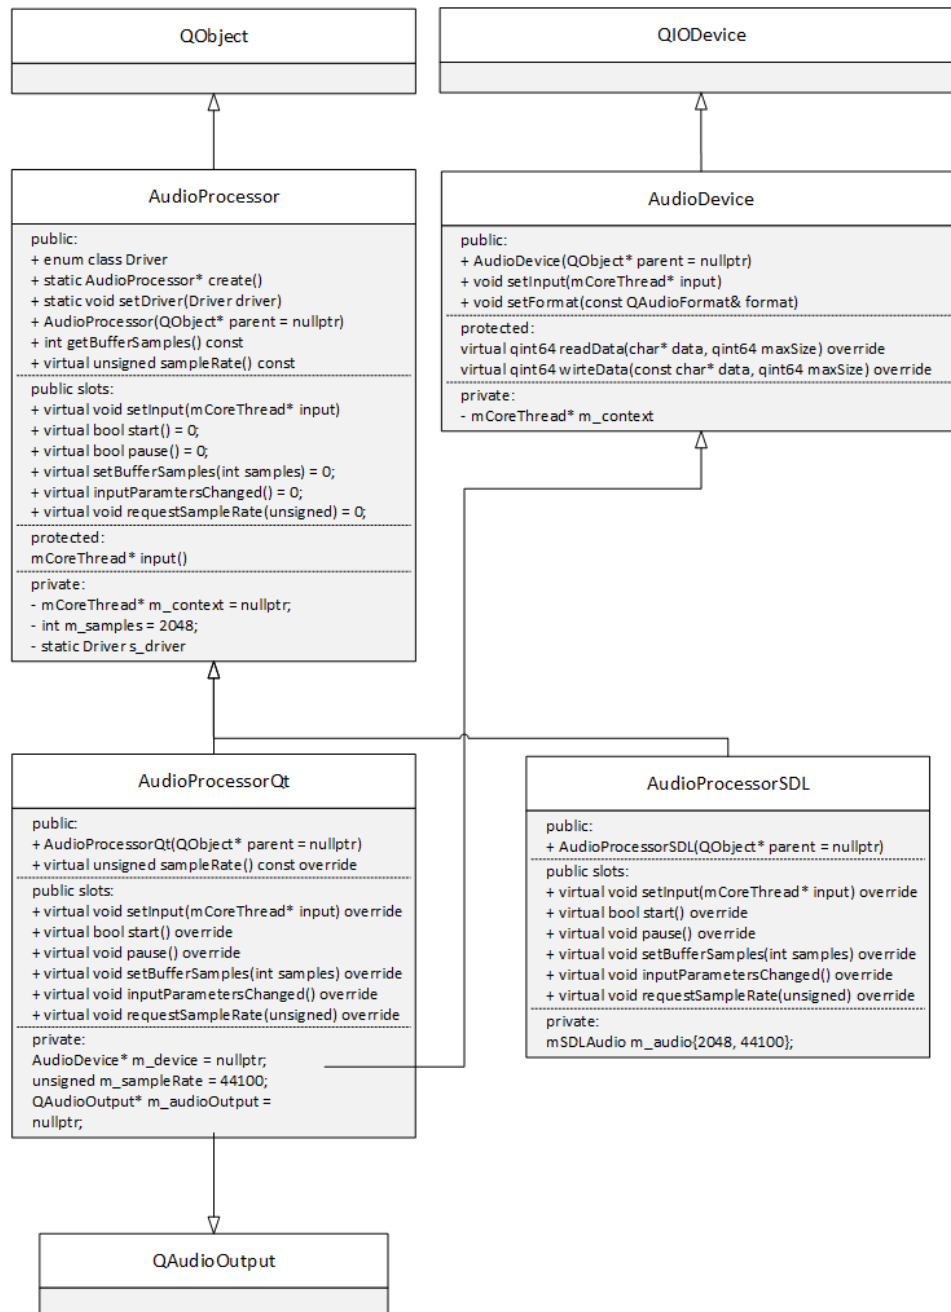 QObject
QIODevice
AudioProcessor
public:
+ enum class Driver
+ static AudioProcessor* create()
+ static void setDriver(Driver driver)
+ AudioProcessor(QObject* parent = nullptr)
+ int getBufferSamples() const
+ virtual unsigned sampleRate() const
public slots:
+ virtual void setInput(mCoreThread* input)
+ virtual bool start() = 0;
+ virtual bool pause() = 0;
+ virtual setBufferSamples(int samples) = 0;
+ virtual inputParamtersChanged() = 0;
+ virtual void requestSampleRate(unsigned) = 0;
protected:
mCoreThread* input()
private:
- mCoreThread* m_context = nullptr;
- int m_samples = 2048;
- static Driver s_driver
AudioDevice
public:
+ AudioDevice(QObject* parent = nullptr)
+ void setInput(mCoreThread* input)
+ void setFormat(const QAudioFormat& format)
protected:
virtual qint64 readData(char* data, qint64 maxSize) override
virtual qint64 wirteData(const char* data, qint64 maxSize) override
private:
- mCoreThread* m_context
AudioProcessorQt
public:
+ AudioProcessorQt(QObject* parent = nullptr)
+ virtual unsigned sampleRate() const override
public slots:
+ virtual void setInput(mCoreThread* input) override
+ virtual bool start() override
+ virtual void pause() override
+ virtual void setBufferSamples(int samples) override
+ virtual void inputParametersChanged() override
+ virtual void requestSampleRate(unsigned) override
private:
AudioDevice* m_device = nullptr;
unsigned m_sampleRate = 44100;
QAudioOutput* m_audioOutput =
nullptr;
AudioProcessorSDL
public:
+ AudioProcessorSDL(QObject* parent = nullptr)
public slots:
+ virtual void setInput(mCoreThread* input) override
+ virtual bool start() override
+ virtual void pause() override
+ virtual void setBufferSamples(int samples) override
+ virtual void inputParametersChanged() override
+ virtual void requestSampleRate(unsigned) override
private:
mSDLAudio m_audio{2048, 44100};
QAudioOutput